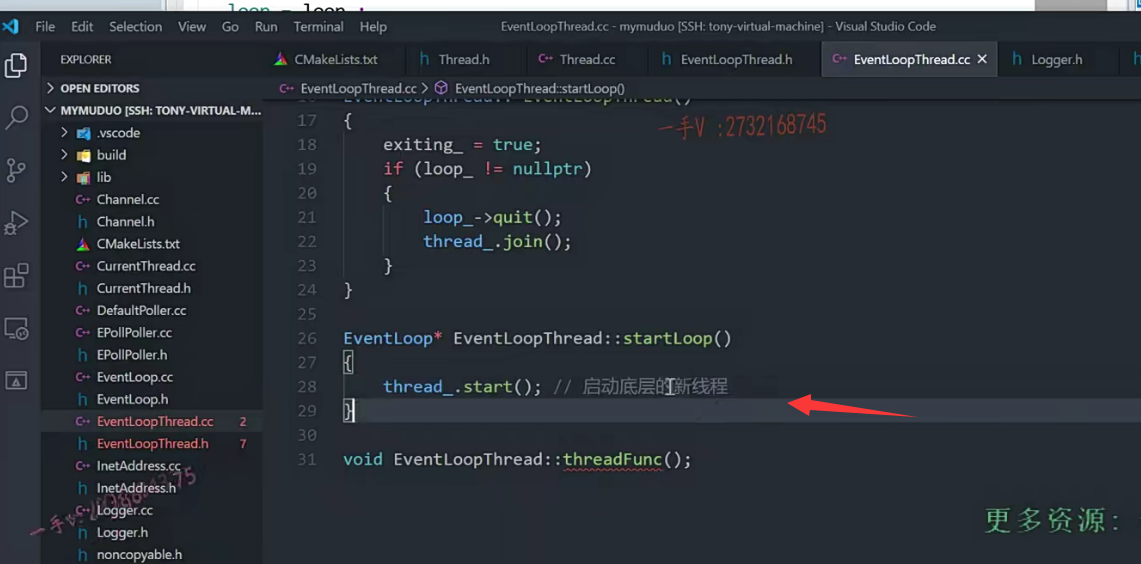 loop = loop ;
File Edit Selection View Go Run Terminal Help EventLoopThread.cc - mymuduo [SSH: tony-virtual-machine] - Visual Studio Code
EXPLORER
CMakeLists.txt Thread.h Thread.cc EventLoopThread.h EventLoopThread.cc Logger.h
OPEN EDITORS
EventLoopThread.cc > EventLoopThread::startLoop()
MYMUDUO [SSH: TONY-VIRTUAL-M...
.vscode
build
lib
Channel.cc
Channel.h
CMakeLists.txt
CurrentThread.cc
CurrentThread.h
DefaultPoller.cc
EPollPoller.cc
EPollPoller.h
EventLoop.cc
EventLoop.h
EventLoopThread.cc 2
EventLoopThread.h 7
InetAddress.cc
InetAddress.h
Logger.cc
Logger.h
noncopyable.h
17 {
18 exiting_ = true;
19 if (loop_ != nullptr)
20 {
21 loop_->quit();
22 thread_.join();
23 }
24 }
25
26 EventLoop* EventLoopThread::startLoop()
27 {
28 thread_.start(); // 启动底层的新线程
29 }
30
31 void EventLoopThread::threadFunc();
一手V :2732168745
更多资源: